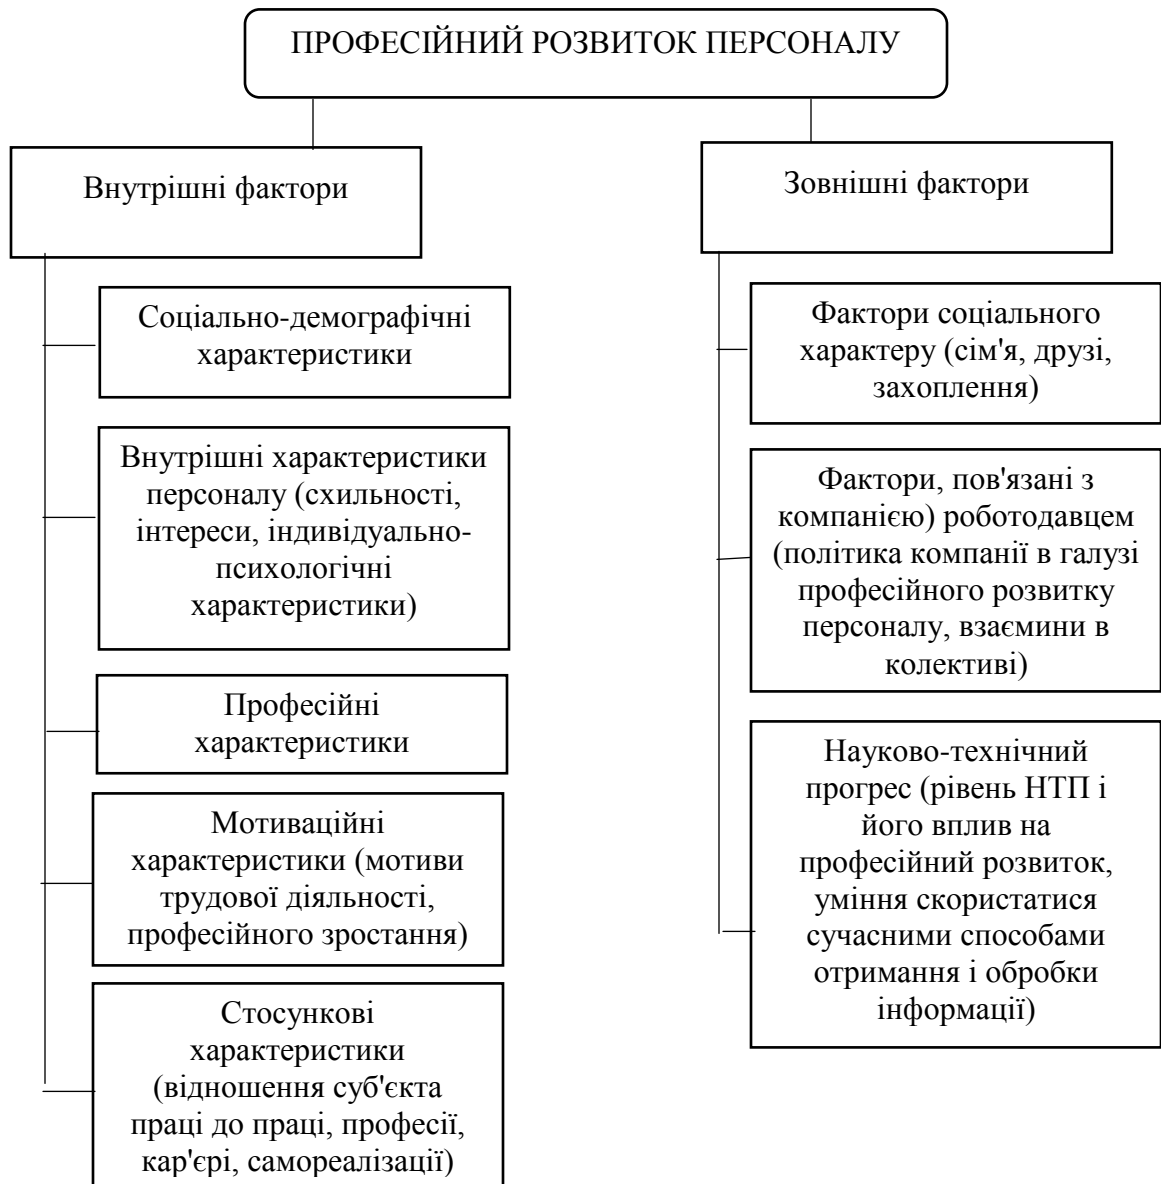 ПРОФЕСІЙНИЙ РОЗВИТОК ПЕРСОНАЛУ
Внутрішні фактори
Соціально-демографічні
характеристики
Внутрішні характеристики
персоналу (схильності,
інтереси, індивідуально-
психологічні
характеристики)
Професійні
характеристики
Мотиваційні
характеристики (мотиви
трудової діяльності,
професійного зростання)
Стосункові
характеристики
(відношення суб'єкта
праці до праці, професії,
кар'єрі, самореалізації)
Зовнішні фактори
Фактори соціального
характеру (сім'я, друзі,
захоплення)
Фактори, пов'язані з
компанією) роботодавцем
(політика компанії в галузі
професійного розвитку
персоналу, взаємини в
колективі)
Науково-технічний
прогрес (рівень НТП і
його вплив на
професійний розвиток,
уміння скористатися
сучасними способами
отримання і обробки
інформації)